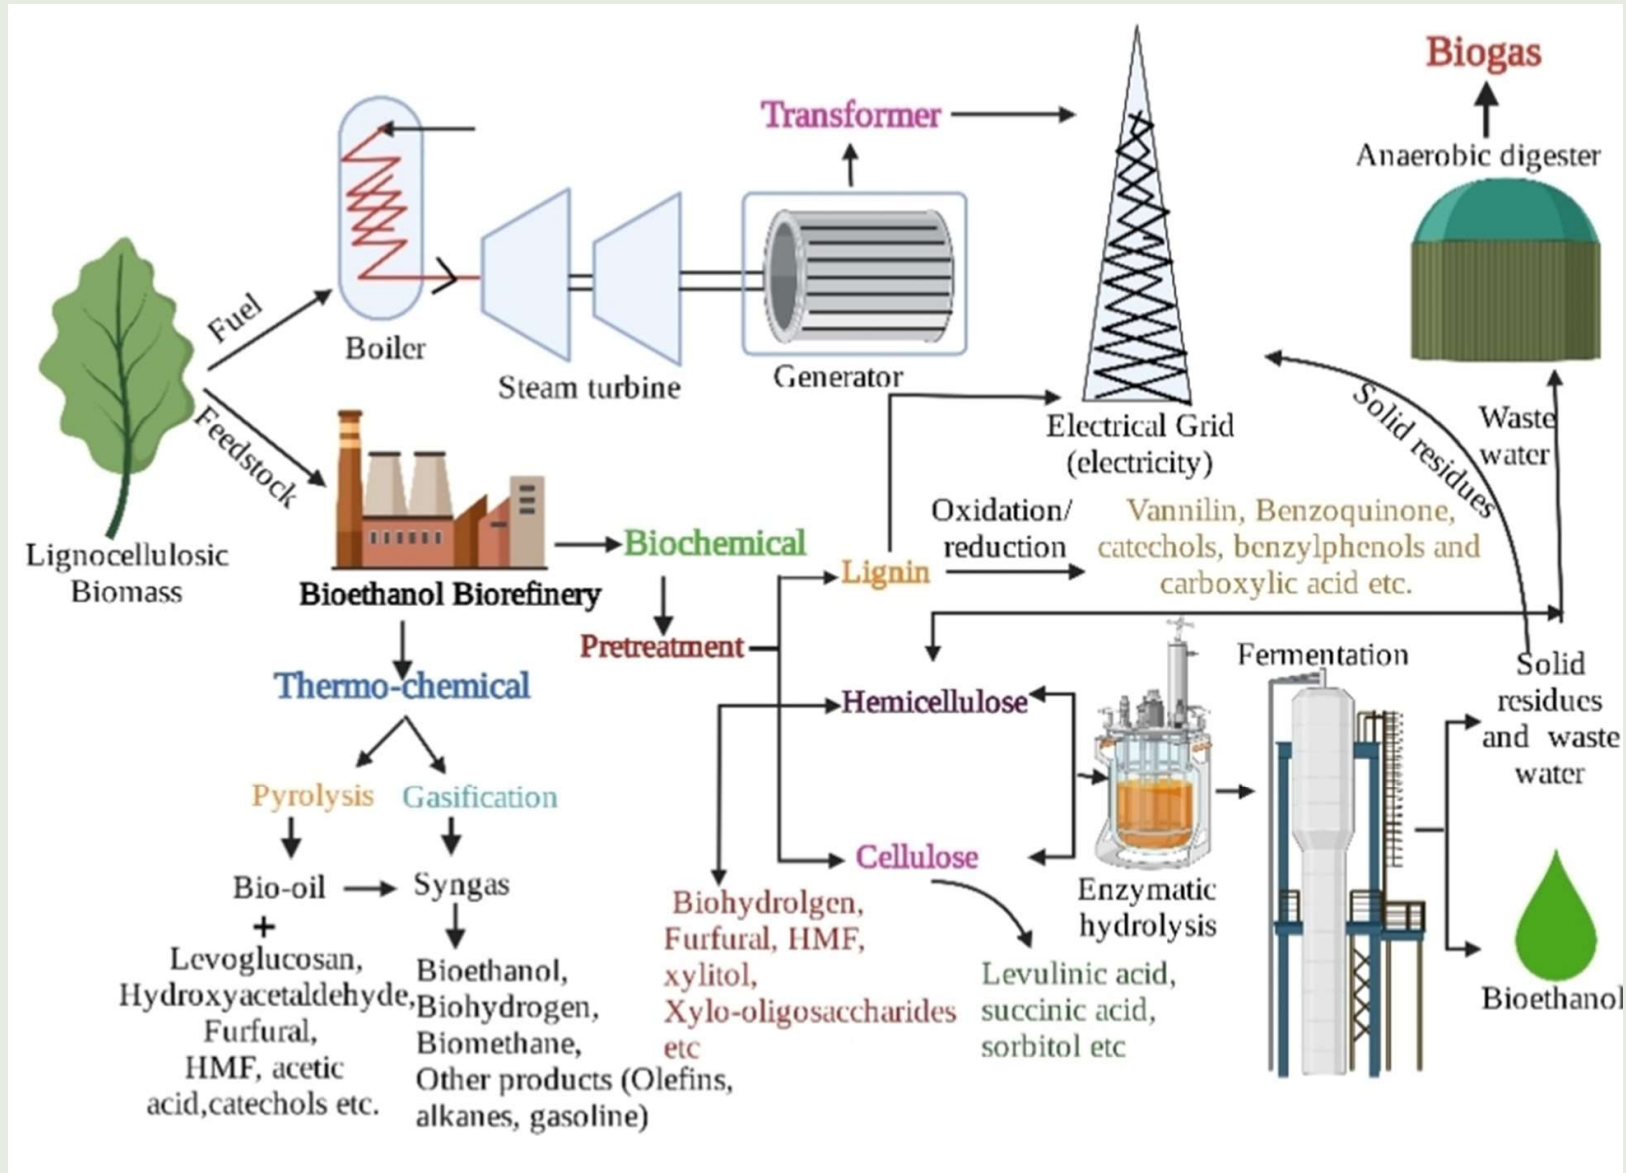 Biogas
Transformer
Anaerobic digester
Fuel
Boiler
Steam turbine
Generator
Feedstock
Electrical Grid
(electricity)
Solid residues
Waste
water
Lignocellulosic
Biomass
Bioethanol Biorefinery
Biochemical
Oxidation/
reduction
Lignin
Vannilin, Benzoquinone,
catechols, benzylphenols and
carboxylic acid etc.
Pretreatment
Thermo-chemical
Hemicellulose
Fermentation
Solid
residues
and waste
water
Pyrolysis
Gasification
Cellulose
Enzymatic
hydrolysis
Bio-oil
Syngas
+
Levoglucosan,
Hydroxyacetaldehyde,
Furfural,
HMF, acetic
acid,catechols etc.
Bioethanol,
Biohydrogen,
Biomethane,
Other products (Olefins,
alkanes, gasoline)
Biohydrolgen,
Furfural, HMF,
xylitol,
Xylo-oligosaccharides
etc
Levulinic acid,
succinic acid,
sorbitol etc
Bioethanol